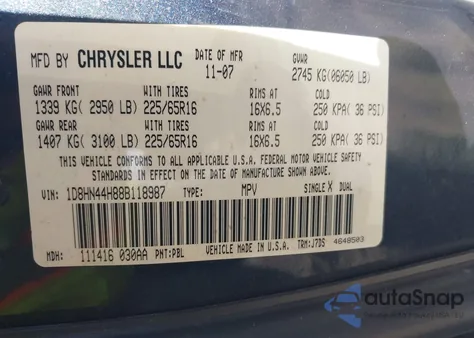 MFD BY CHRYSLER LLC DATE OF MFR GVWR
11-07 2745 KG(06050 LB)
GAWR FRONT WITH TIRES RIMS AT COLD
1339 KG( 2950 LB) 225/65R16 16X6.5 250 KPA( 36 PSI)
GAWR REAR WITH TIRES RIMS AT COLD
1407 KG( 3100 LB) 225/65R16 16X6.5 250 KPA( 36 PSI)
THIS VEHICLE CONFORMS TO ALL APPLICABLE U.S.A. FEDERAL MOTOR VEHICLE SAFETY
STANDARDS IN EFFECT ON THE DATE OF MANUFACTURE SHOWN ABOVE.
VIN: 1D8HN44H88B118987 TYPE: MPV SINGLE X DUAL
MDH: 111416 030AA PNT:PBL VEHICLE MADE IN U.S.A. TRM:J7DS 4648503
autoSnap